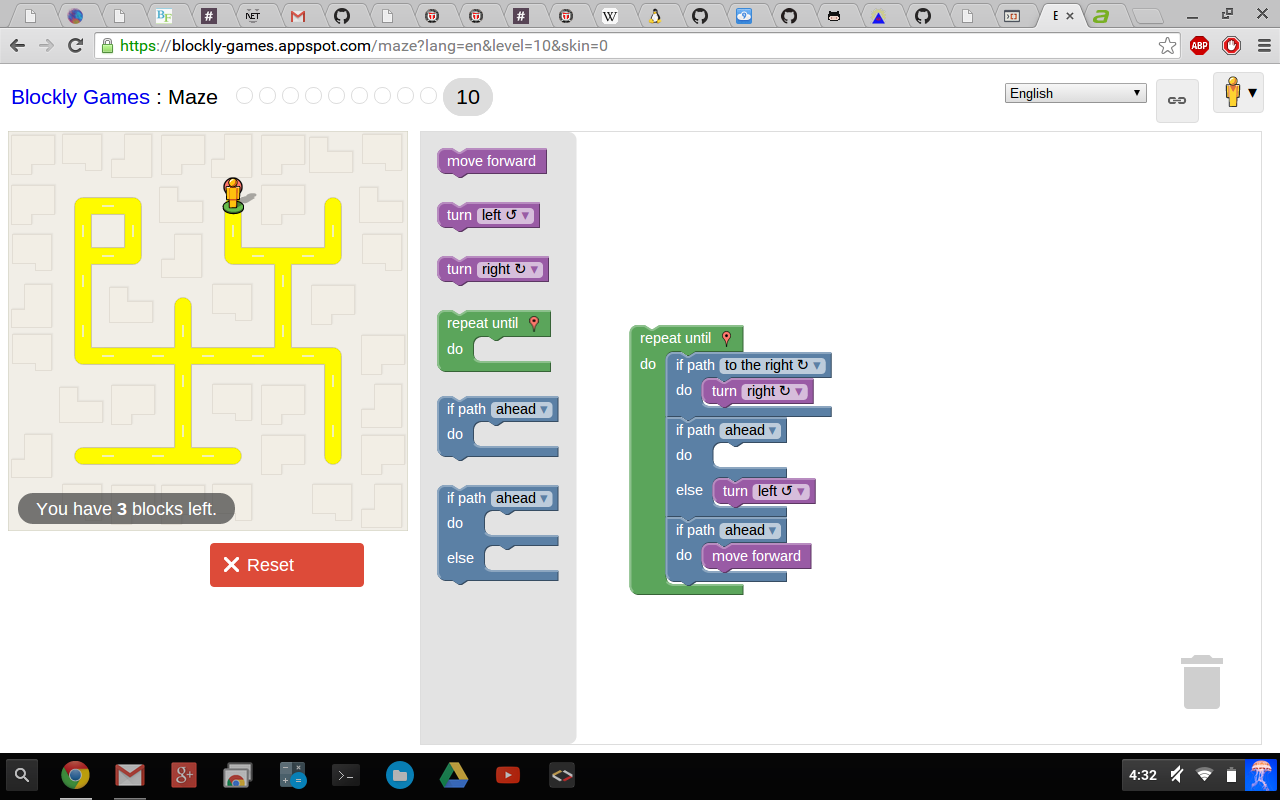 BF
#
.NET
#
W
E
a
https://blockly-games.appspot.com/maze?lang=en&level=10&skin=0
ABP
Blockly Games : Maze
10
English
You have 3 blocks left.
Reset
move forward
turn left ↺
turn right ↻
repeat until
do
if path ahead
do
if path ahead
do
else
repeat until
do
if path to the right ↻
do turn right ↻
if path ahead
do
else turn left ↺
if path ahead
do move forward
g+
4:32